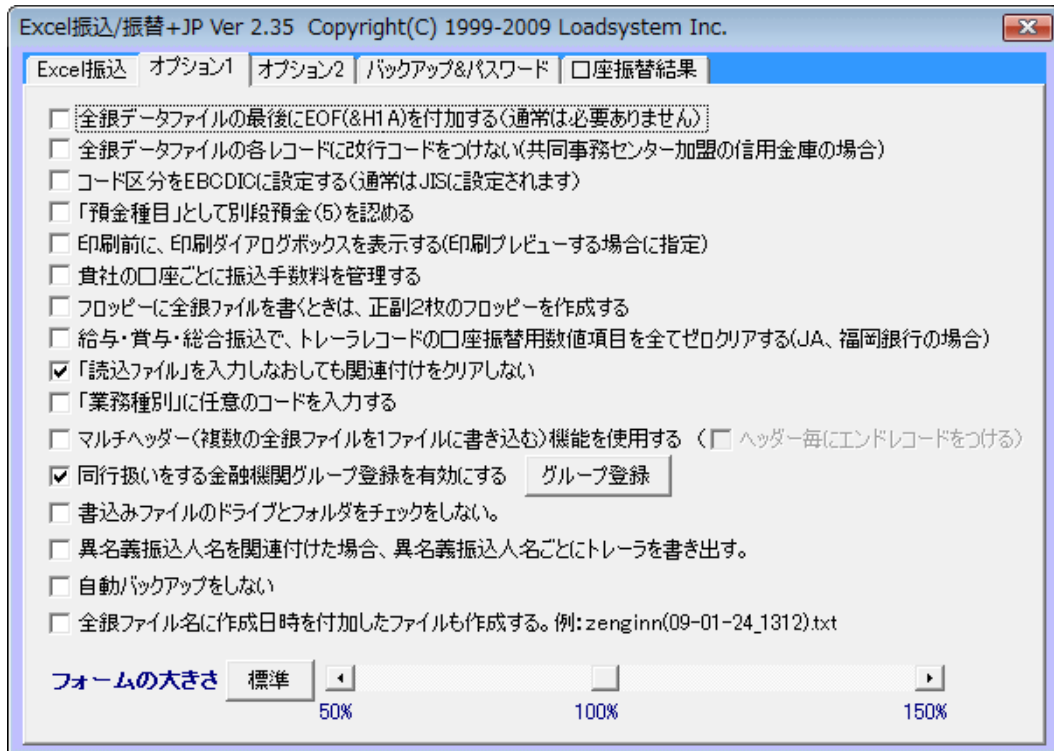 Excel振込/振替+JP Ver 2.35 Copyright(C) 1999-2009 Loadsystem Inc.
Excel振込 オプション1 オプション2 バックアップ&パスワード 口座振替結果
全銀データファイルの最後にEOF(&H1A)を付加する(通常は必要ありません)
全銀データファイルの各レコードに改行コードをつけない(共同事務センター加盟の信用金庫の場合)
コード区分をEBCDICに設定する(通常はJISに設定されます)
「預金種目」として別段預金(5)を認める
印刷前に、印刷ダイアログボックスを表示する(印刷プレビューする場合に指定)
貴社の口座ごとに振込手数料を管理する
フロッピーに全銀ファイルを書くときは、正副2枚のフロッピーを作成する
給与・賞与・総合振込で、トレーラレコードの口座振替用数値項目を全てゼロクリアする(JA、福岡銀行の場合)
「読込ファイル」を入力しなおしても関連付けをクリアしない
「業務種別」に任意のコードを入力する
マルチヘッダー(複数の全銀ファイルを1ファイルに書き込む)機能を使用する ( ヘッダー毎にエンドレコードをつける)
同行扱いをする金融機関グループ登録を有効にする グループ登録
書込みファイルのドライブとフォルダをチェックをしない。
異名義振込人名を関連付けた場合、異名義振込人名ごとにトレーラを書き出す。
自動バックアップをしない
全銀ファイル名に作成日時を付加したファイルも作成する。例:zenginn(09-01-24_1312).txt
フォームの大きさ 標準
50% 100% 150%